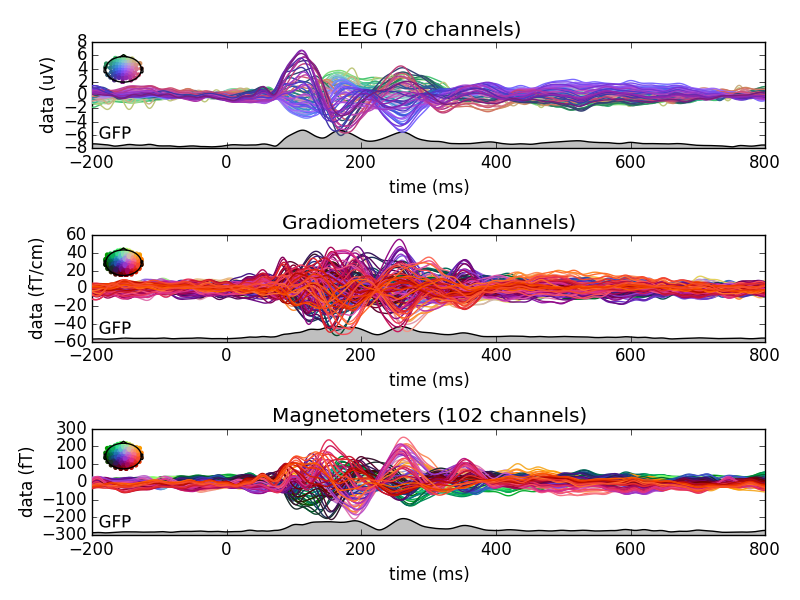 EEG (70 channels)
data (uV)
8
6
4
2
0
−2
−4
−6
−8
GFP
−200 0 200 400 600 800
time (ms)
Gradiometers (204 channels)
data (fT/cm)
60
40
20
0
−20
−40
−60
GFP
−200 0 200 400 600 800
time (ms)
Magnetometers (102 channels)
data (fT)
300
200
100
0
−100
−200
−300
GFP
−200 0 200 400 600 800
time (ms)